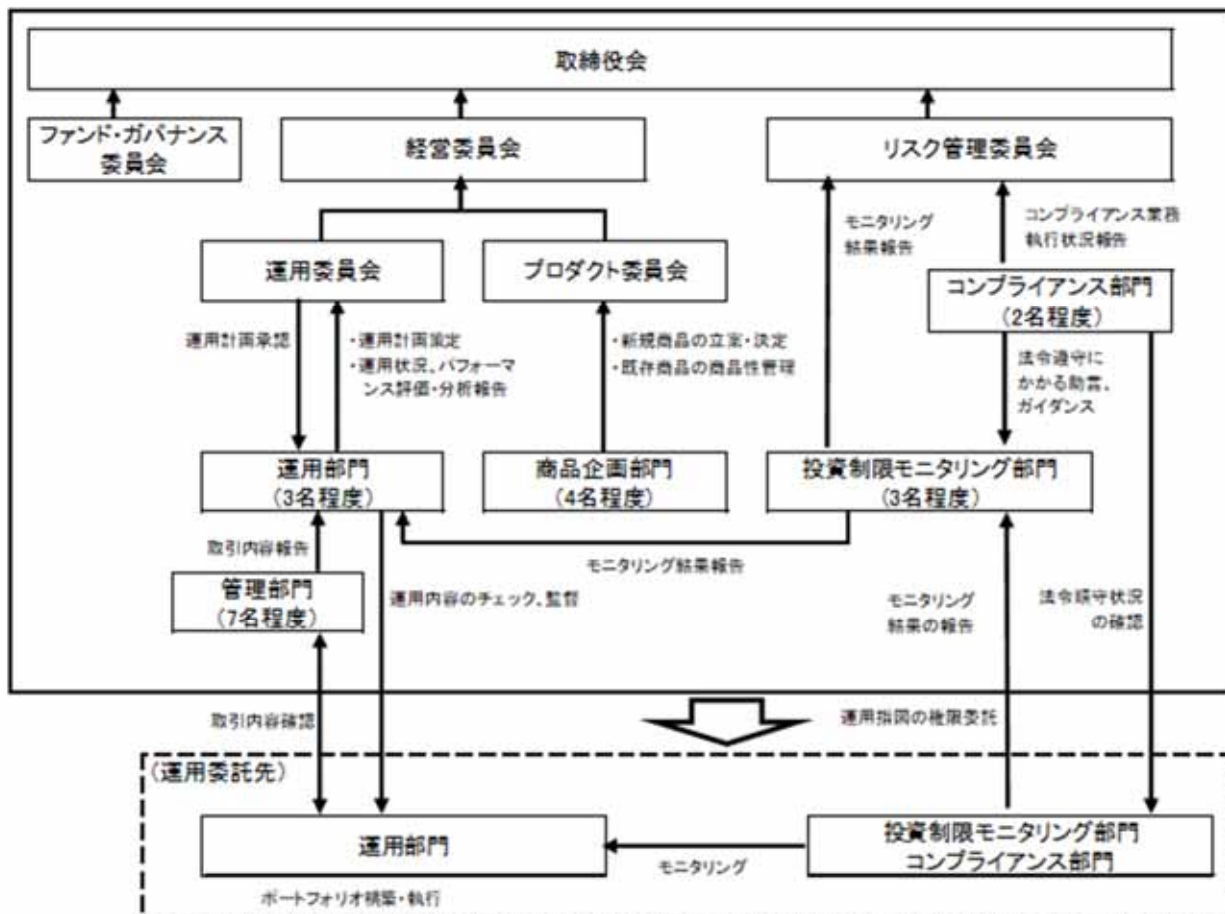 取締役会
ファンド・ガバナンス
委員会
経営委員会
リスク管理委員会
モニタリング
結果報告
コンプライアンス業務
執行状況報告
運用委員会
プロダクト委員会
コンプライアンス部門
(2名程度)
運用計画承認
・運用計画策定
・運用状況、パフォーマ
ンス評価・分析報告
・新規商品の立案・決定
・既存商品の商品性管理
法令遵守に
かかる助言、
ガイダンス
運用部門
(3名程度)
商品企画部門
(4名程度)
投資制限モニタリング部門
(3名程度)
取引内容報告
モニタリング結果報告
管理部門
(7名程度)
運用内容のチェック、監督
モニタリング
結果の報告
法令順守状況
の確認
取引内容確認
運用指図の権限委託
(運用委託先)
運用部門
モニタリング
投資制限モニタリング部門
コンプライアンス部門
ポートフォリオ構築・執行